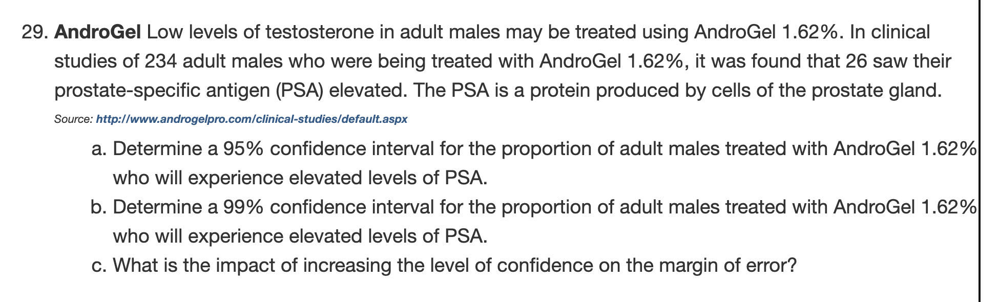 29. AndroGel Low levels of testosterone in adult males may be treated using AndroGel 1.62%. In clinical
studies of 234 adult males who were being treated with AndroGel 1.62%, it was found that 26 saw their
prostate-specific antigen (PSA) elevated. The PSA is a protein produced by cells of the prostate gland.
Source: http://www.androgelpro.com/clinical-studies/default.aspx
a. Determine a 95% confidence interval for the proportion of adult males treated with AndroGel 1.62%
who will experience elevated levels of PSA.
b. Determine a 99% confidence interval for the proportion of adult males treated with AndroGel 1.62%
who will experience elevated levels of PSA.
c. What is the impact of increasing the level of confidence on the margin of error?